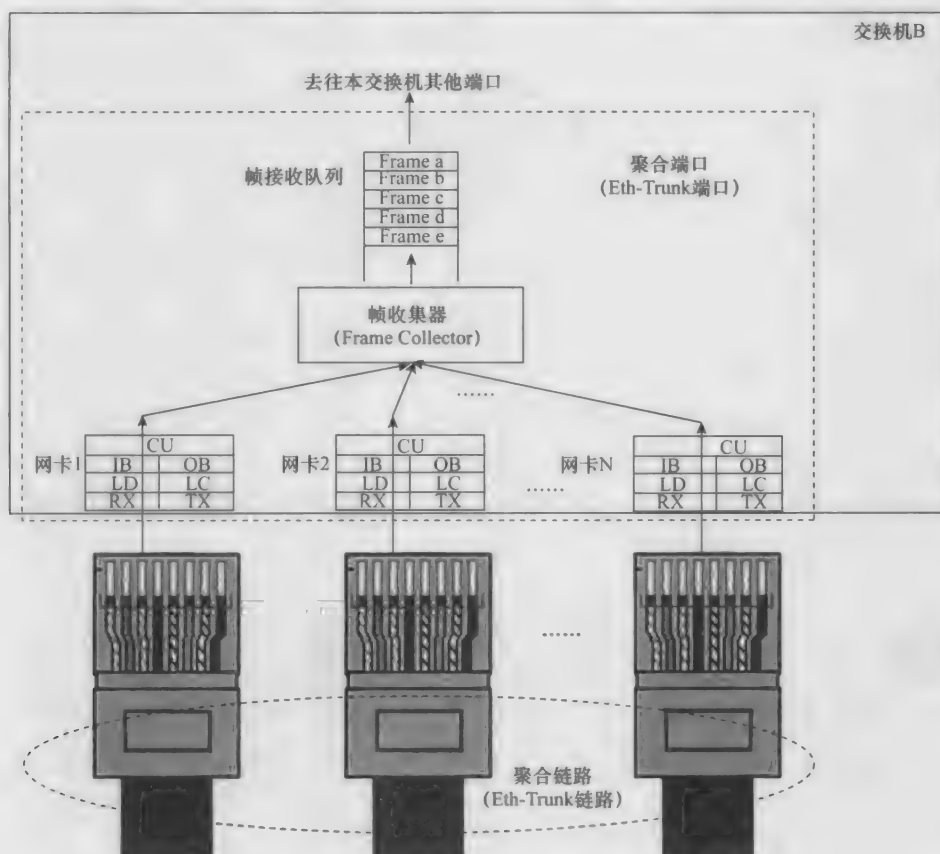 交换机B
去往本交换机其他端口
帧接收队列
Frame a
Frame b
Frame c
Frame d
Frame e
聚合端口
(Eth-Trunk端口)
帧收集器
(Frame Collector)
......
网卡1
CU
IB OB
LD LC
RX TX
网卡2
CU
IB OB
LD LC
RX TX
......
网卡N
CU
IB OB
LD LC
RX TX
......
聚合链路
(Eth-Trunk链路)